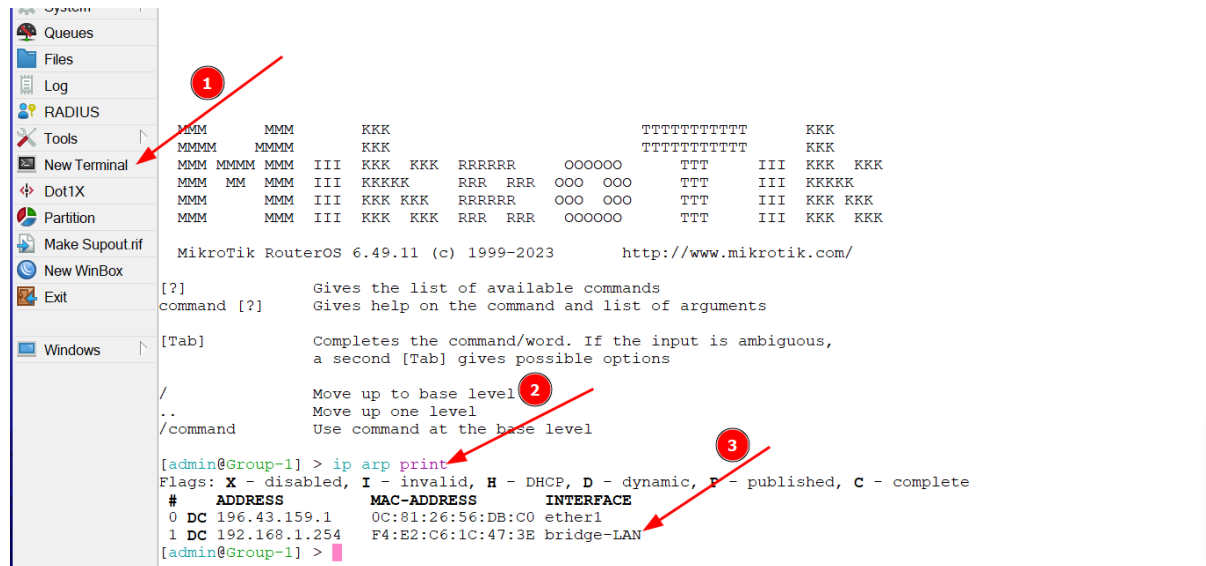 System
Queues
Files
Log
RADIUS
Tools
New Terminal
Dot1X
Partition
Make Supout.rif
New WinBox
Exit
Windows
1
MMM      MMM       KKK                          TTTTTTTTTTT      KKK
MMMM    MMMM       KKK                          TTTTTTTTTTT      KKK
MMM MMMM MMM  III  KKK  KKK  RRRRRR     OOOOOO      TTT     III  KKK  KKK
MMM  MM  MMM  III  KKKKK     RRR  RRR  OOO  OOO     TTT     III  KKKKK
MMM      MMM  III  KKK KKK   RRRRRR    OOO  OOO     TTT     III  KKK KKK
MMM      MMM  III  KKK  KKK  RRR  RRR   OOOOOO      TTT     III  KKK  KKK
MikroTik RouterOS 6.49.11 (c) 1999-2023       http://www.mikrotik.com/
[?]             Gives the list of available commands
command [?]     Gives help on the command and list of arguments
[Tab]           Completes the command/word. If the input is ambiguous,
a second [Tab] gives possible options
2
/               Move up to base level
..              Move up one level
/command        Use command at the base level
3
[admin@Group-1] > ip arp print
Flags: X - disabled, I - invalid, H - DHCP, D - dynamic, P - published, C - complete
#    ADDRESS         MAC-ADDRESS       INTERFACE
0 DC 196.43.159.1    0C:81:26:56:DB:C0 ether1
1 DC 192.168.1.254   F4:E2:C6:1C:47:3E bridge-LAN
[admin@Group-1] >